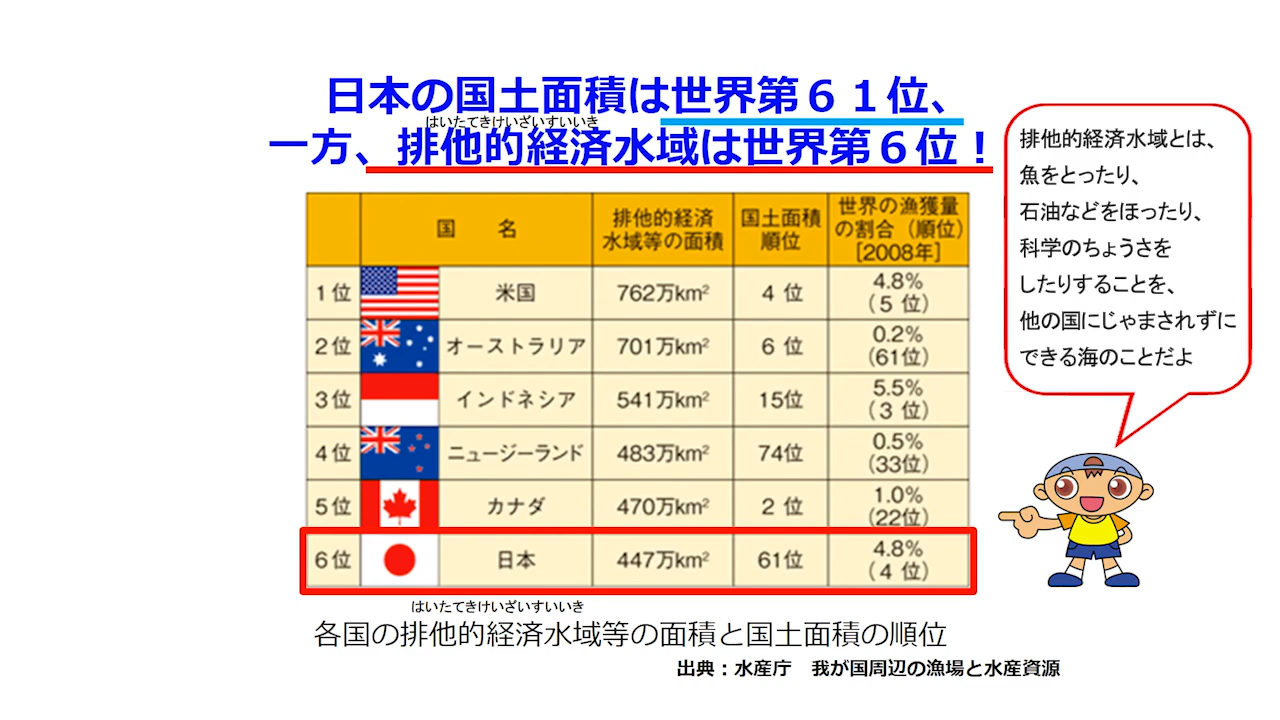 日本の国土面積は世界第６１位、
はいたてきけいざいすいいき
一方、排他的経済水域は世界第６位！
国　名 排他的経済水域等の面積 国土面積順位 世界の漁獲量の割合（順位）[2008年]
1位 米国 762万km² 4位 4.8%（5位）
2位 オーストラリア 701万km² 6位 0.2%（61位）
3位 インドネシア 541万km² 15位 5.5%（3位）
4位 ニュージーランド 483万km² 74位 0.5%（33位）
5位 カナダ 470万km² 2位 1.0%（22位）
6位 日本 447万km² 61位 4.8%（4位）
はいたてきけいざいすいいき
各国の排他的経済水域等の面積と国土面積の順位
出典：水産庁　我が国周辺の漁場と水産資源
排他的経済水域とは、
魚をとったり、
石油などをほったり、
科学のちょうさを
したりすることを、
他の国にじゃまされずに
できる海のことだよ